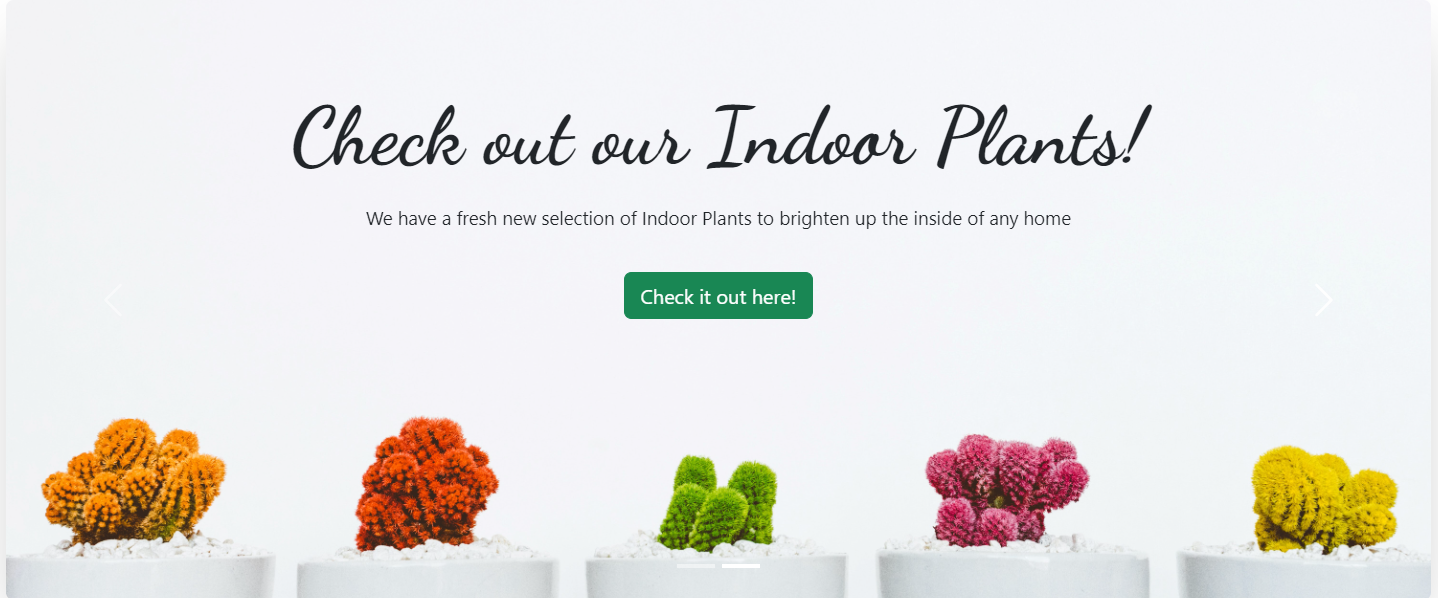 Check out our Indoor Plants!
We have a fresh new selection of Indoor Plants to brighten up the inside of any home
Check it out here!